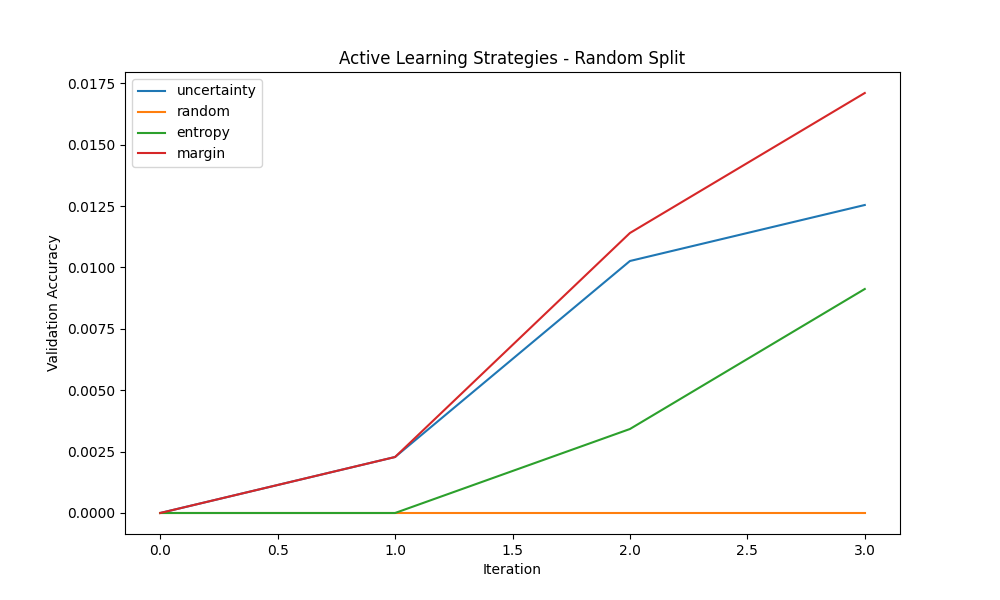 Active Learning Strategies - Random Split
uncertainty
random
entropy
margin
Validation Accuracy
0.0175
0.0150
0.0125
0.0100
0.0075
0.0050
0.0025
0.0000
0.0
0.5
1.0
1.5
2.0
2.5
3.0
Iteration